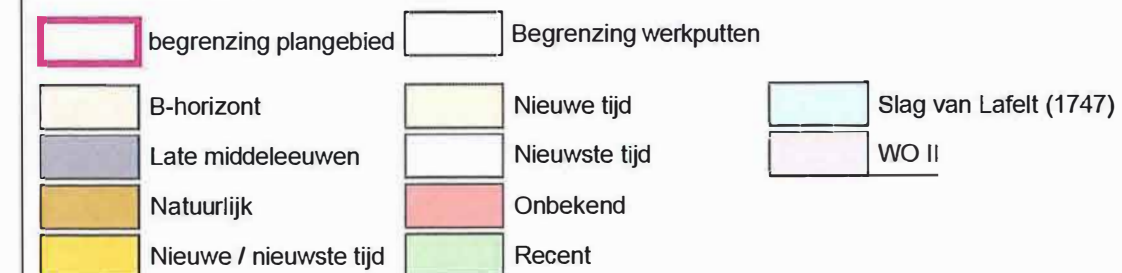 begrenzing plangebied
Begrenzing werkputten
B-horizont
Late middeleeuwen
Natuurlijk
Nieuwe / nieuwste tijd
Nieuwe tijd
Nieuwste tijd
Onbekend
Recent
Slag van Lafelt (1747)
WO II